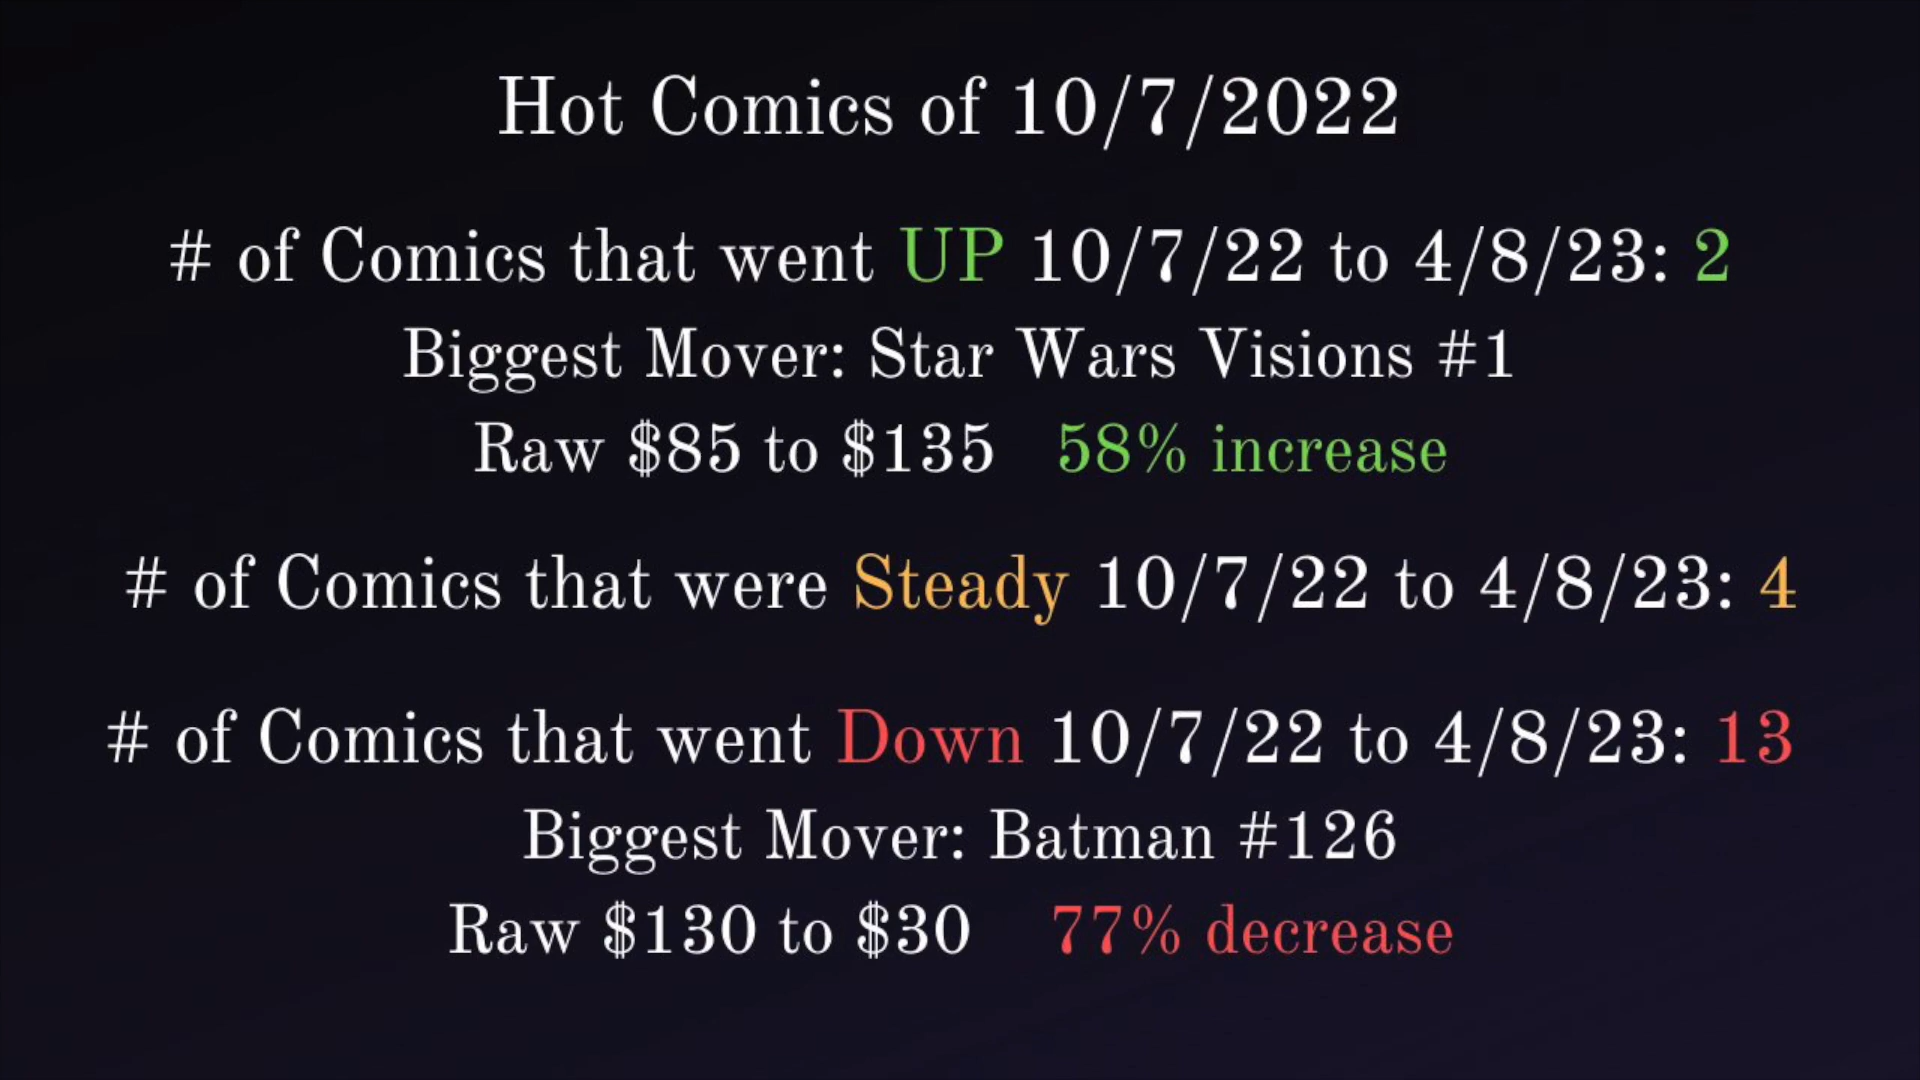 Hot Comics of 10/7/2022
# of Comics that went UP 10/7/22 to 4/8/23: 2
Biggest Mover: Star Wars Visions #1
Raw $85 to $135 58% increase
# of Comics that were Steady 10/7/22 to 4/8/23: 4
# of Comics that went Down 10/7/22 to 4/8/23: 13
Biggest Mover: Batman #126
Raw $130 to $30 77% decrease